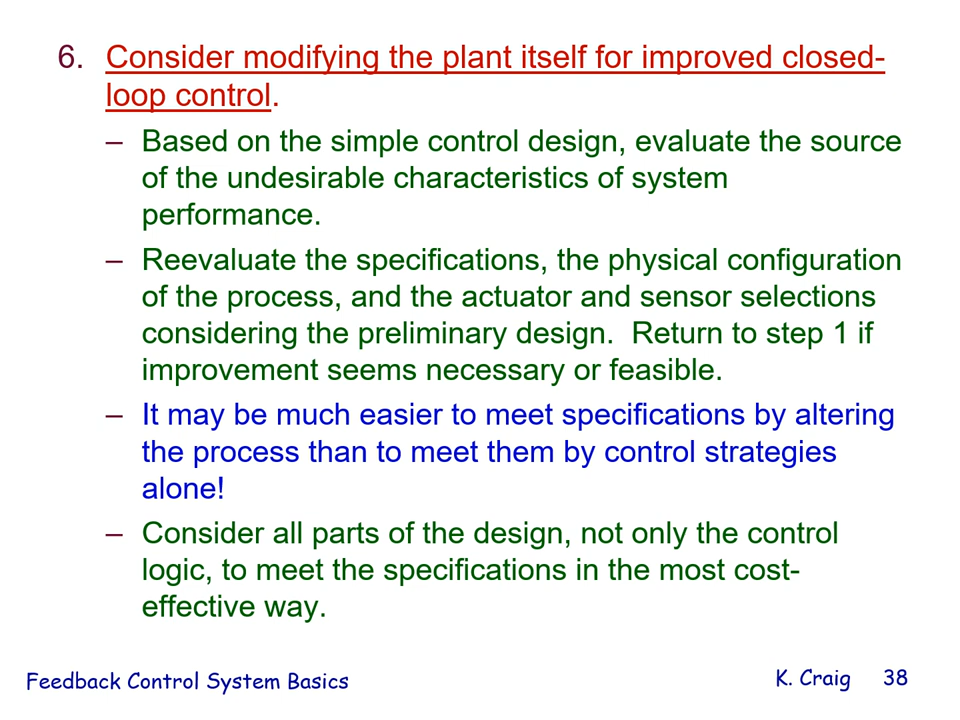 6. Consider modifying the plant itself for improved closed-
loop control.
– Based on the simple control design, evaluate the source
of the undesirable characteristics of system
performance.
– Reevaluate the specifications, the physical configuration
of the process, and the actuator and sensor selections
considering the preliminary design.  Return to step 1 if
improvement seems necessary or feasible.
– It may be much easier to meet specifications by altering
the process than to meet them by control strategies
alone!
– Consider all parts of the design, not only the control
logic, to meet the specifications in the most cost-
effective way.
Feedback Control System Basics
K. Craig 38